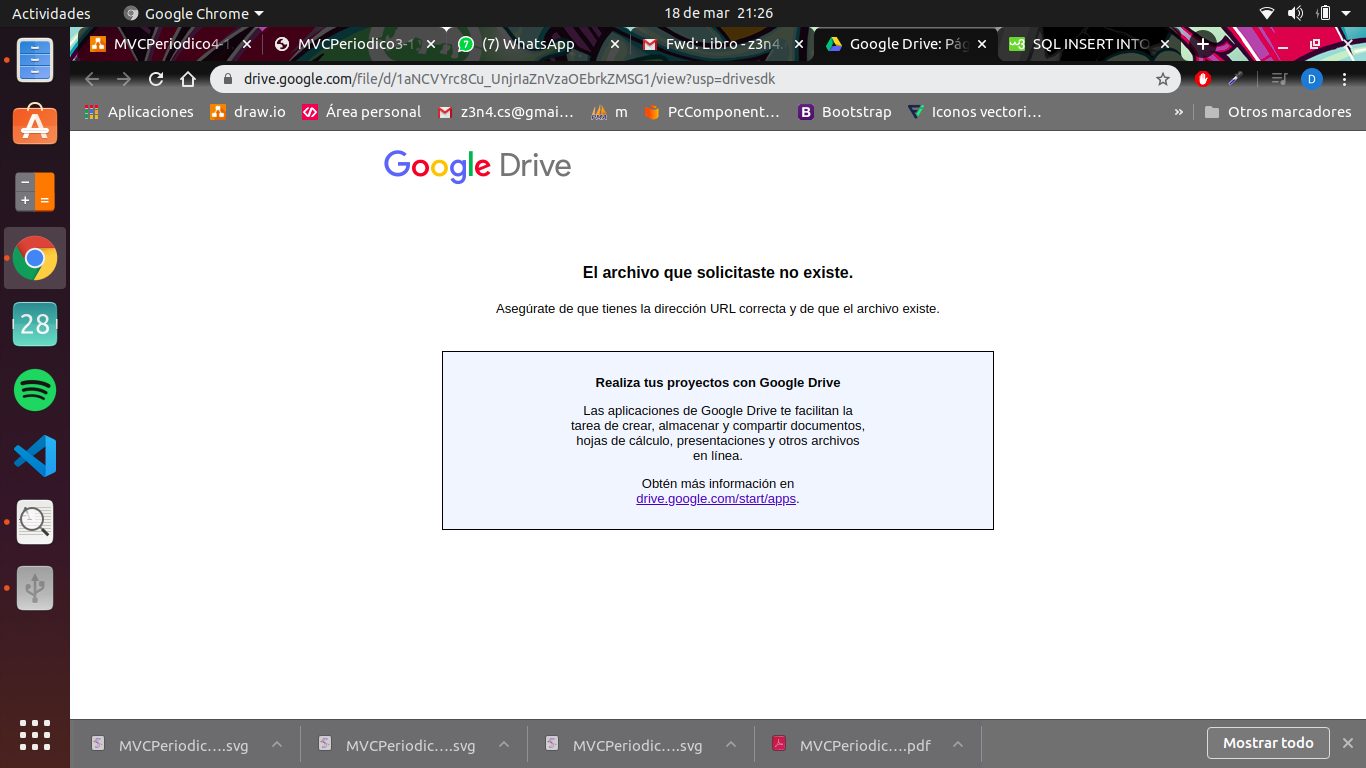 Actividades
Google Chrome
18 de mar 21:26
MVCPeriodico4-1.
MVCPeriodico3-1
(7) WhatsApp
Fwd: Libro - z3n4.
Google Drive: Pág
SQL INSERT INTO
drive.google.com/file/d/1aNCVYrc8Cu_UnjrIaZnVzaOEbrkZMSG1/view?usp=drivesdk
D
Aplicaciones
draw.io
Área personal
z3n4.cs@gmai…
m
PcComponent…
B
Bootstrap
Iconos vectori…
»
Otros marcadores
28
Google Drive
El archivo que solicitaste no existe.
Asegúrate de que tienes la dirección URL correcta y de que el archivo existe.
Realiza tus proyectos con Google Drive
Las aplicaciones de Google Drive te facilitan la
tarea de crear, almacenar y compartir documentos,
hojas de cálculo, presentaciones y otros archivos
en línea.
Obtén más información en
drive.google.com/start/apps.
MVCPeriodic….svg
MVCPeriodic….svg
MVCPeriodic….svg
MVCPeriodic….pdf
Mostrar todo